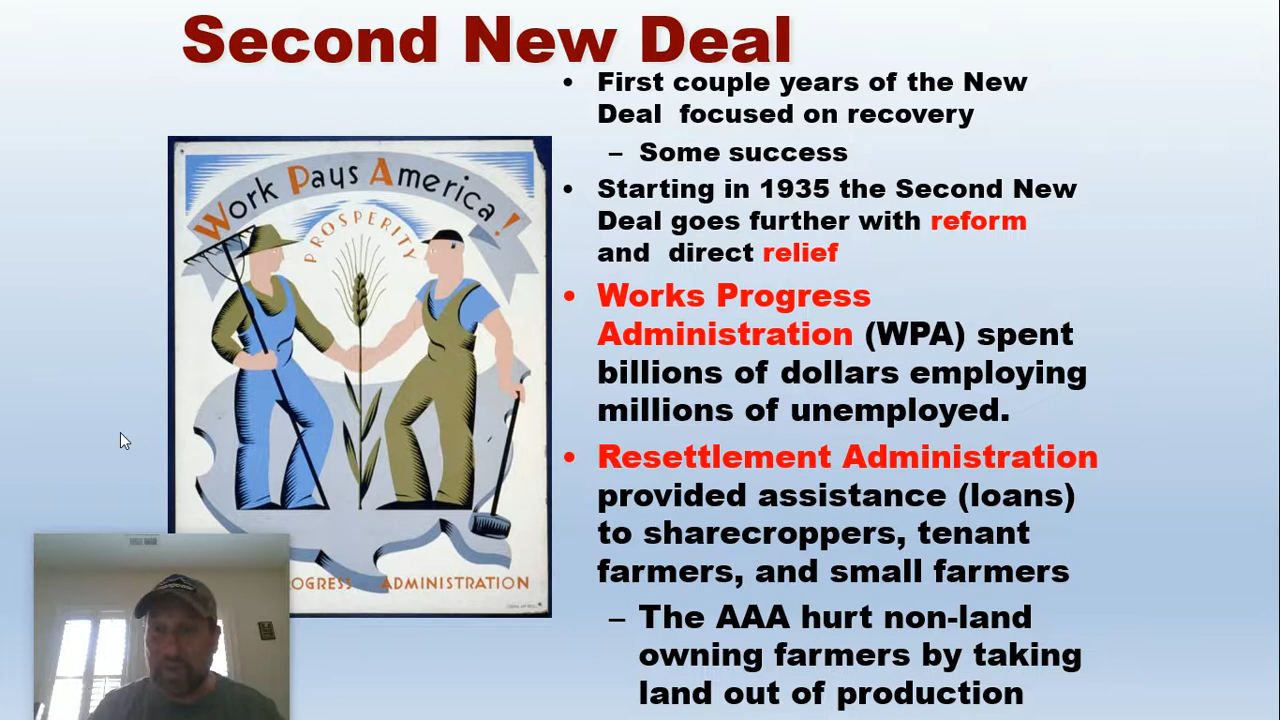 Second New Deal
• First couple years of the New
Deal focused on recovery
– Some success
• Starting in 1935 the Second New
Deal goes further with reform
and direct relief
• Works Progress
Administration (WPA) spent
billions of dollars employing
millions of unemployed.
• Resettlement Administration
provided assistance (loans)
to sharecroppers, tenant
farmers, and small farmers
– The AAA hurt non-land
owning farmers by taking
land out of production
Work Pays America!
PROSPERITY
OGRESS ADMINISTRATION